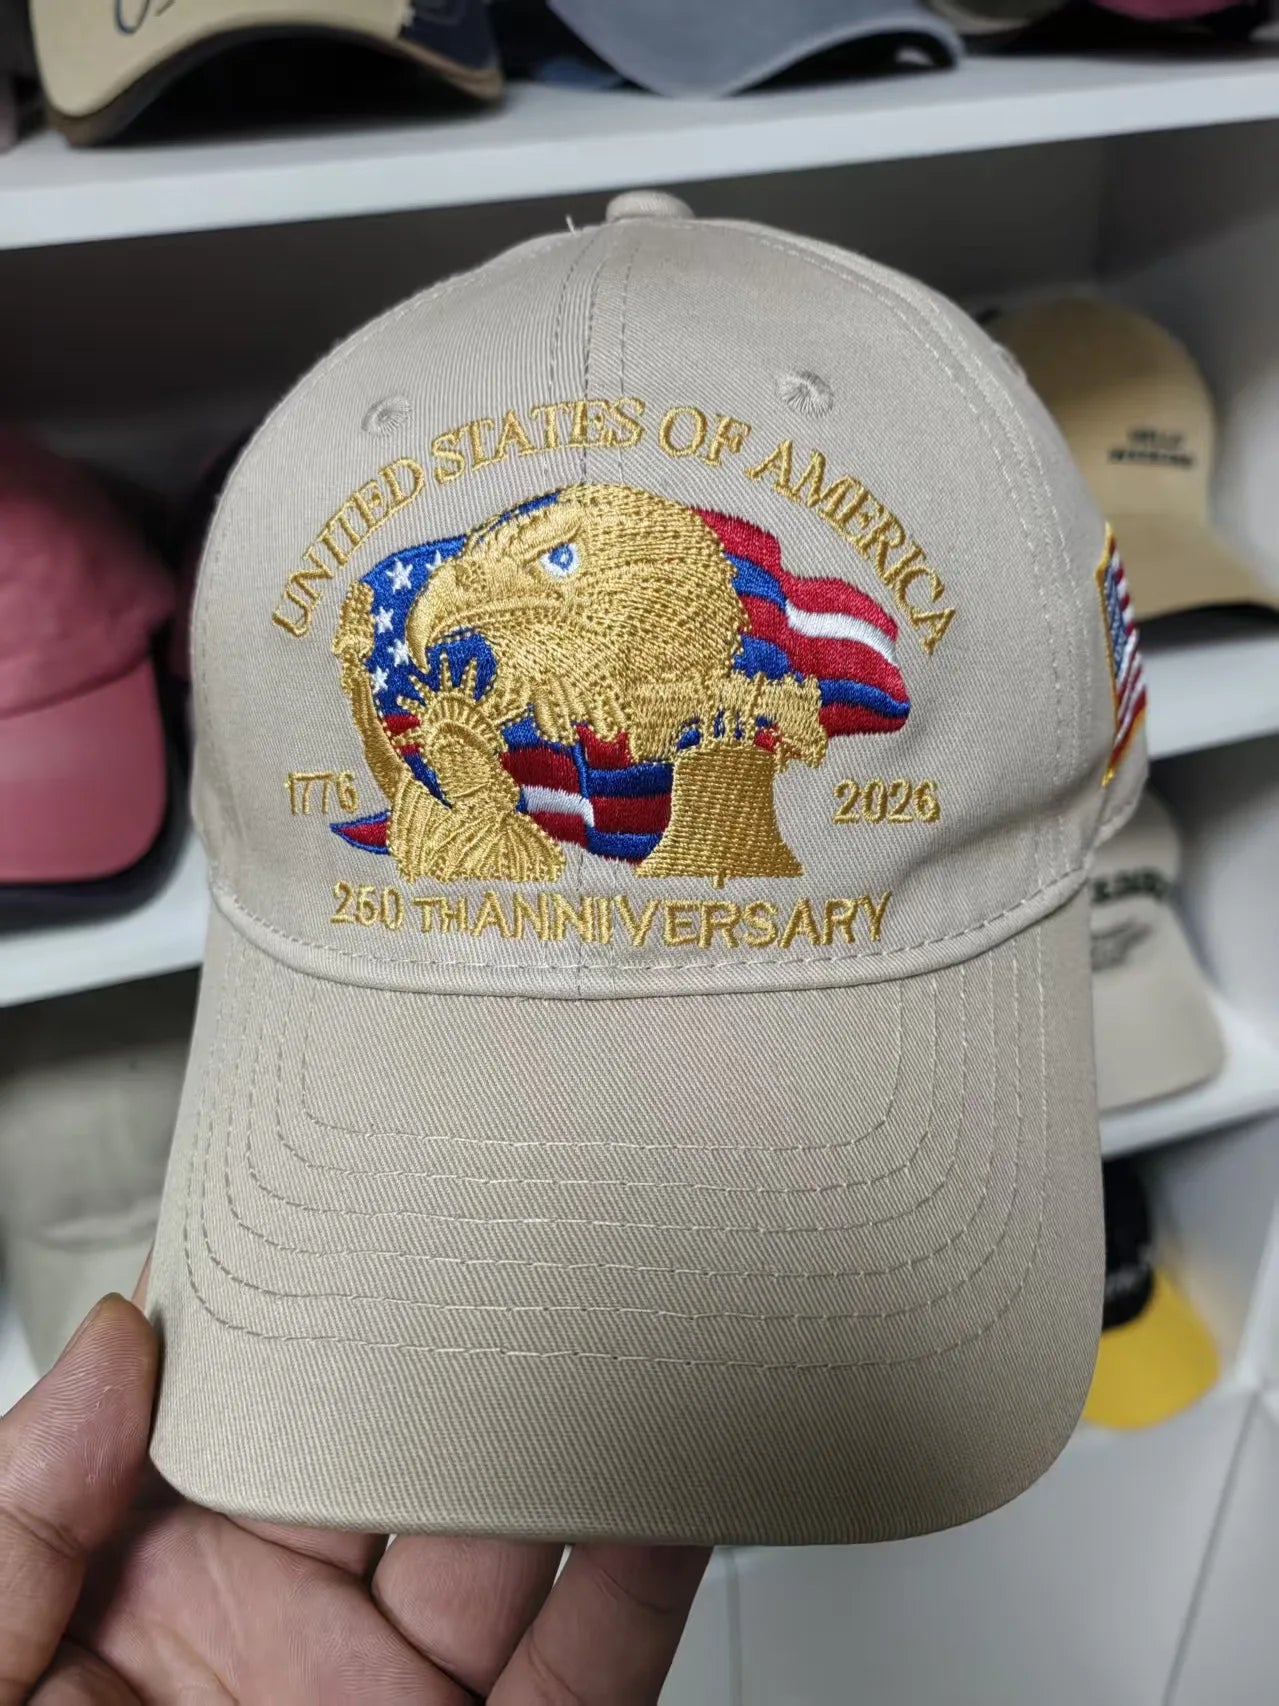 UNITED STATES OF AMERICA
1776
2026
250 TH ANNIVERSARY